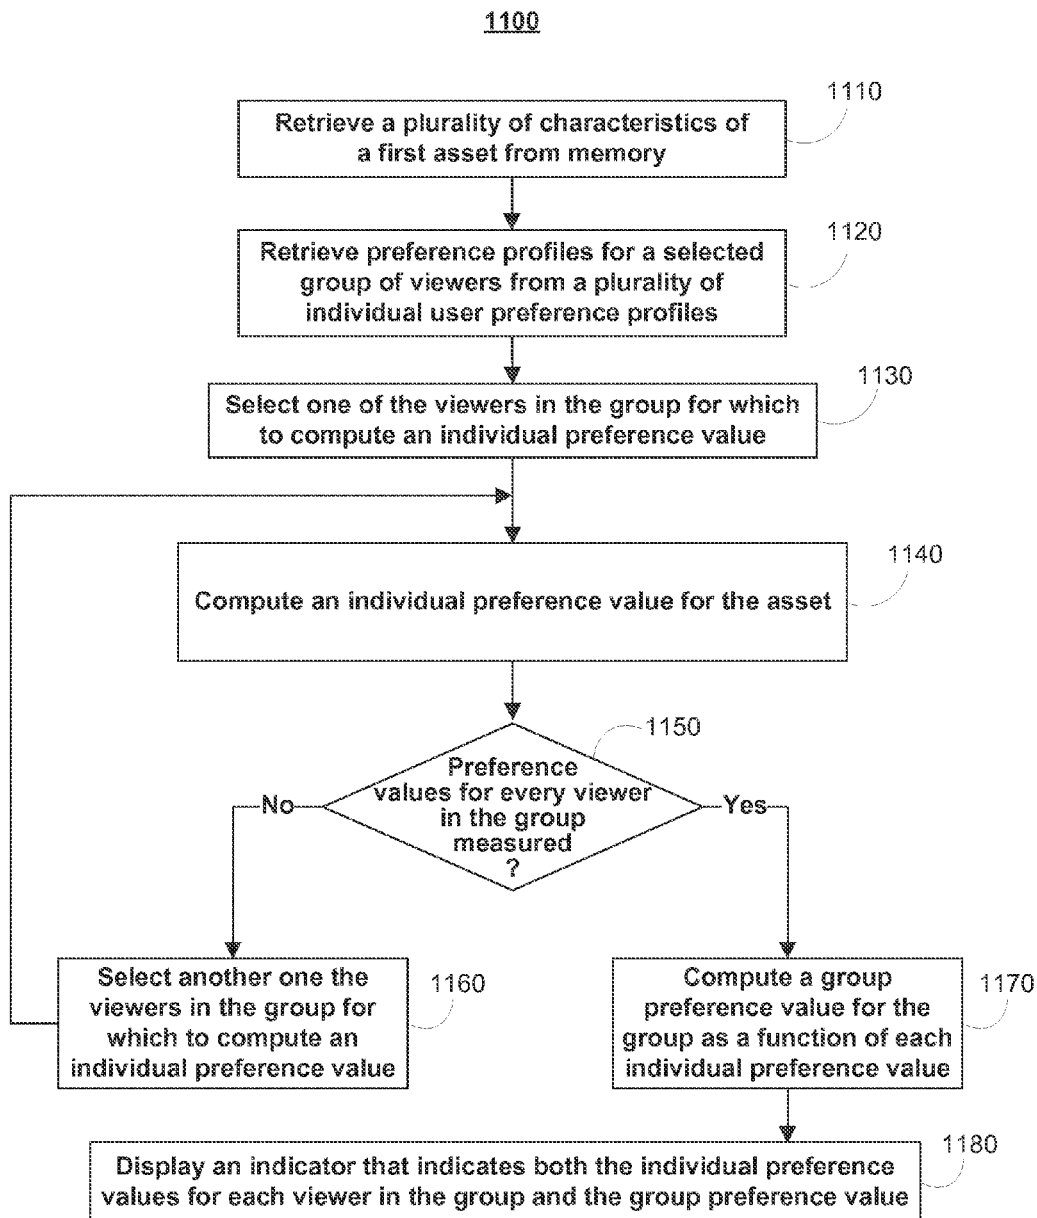 1100
1110
Retrieve a plurality of characteristics of
a first asset from memory
1120
Retrieve preference profiles for a selected
group of viewers from a plurality of
individual user preference profiles
1130
Select one of the viewers in the group for which
to compute an individual preference value
1140
Compute an individual preference value for the asset
1150
Preference
values for every viewer
in the group
measured
?
No
Yes
Select another one the
viewers in the group for
which to compute an
individual preference value
1160
Compute a group
preference value for the
group as a function of each
individual preference value
1170
1180
Display an indicator that indicates both the individual preference
values for each viewer in the group and the group preference value